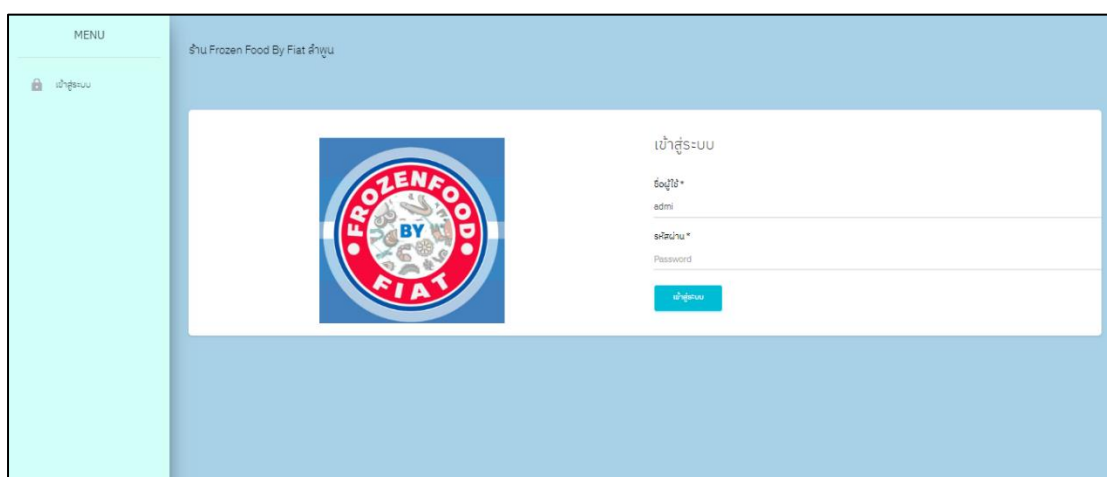 MENU
เข้าสู่ระบบ
ร้าน Frozen Food By Fiat ลำพูน
FROZENFOOD
BY
FIAT
เข้าสู่ระบบ
ชื่อผู้ใช้ *
admi
รหัสผ่าน *
Password
เข้าสู่ระบบ